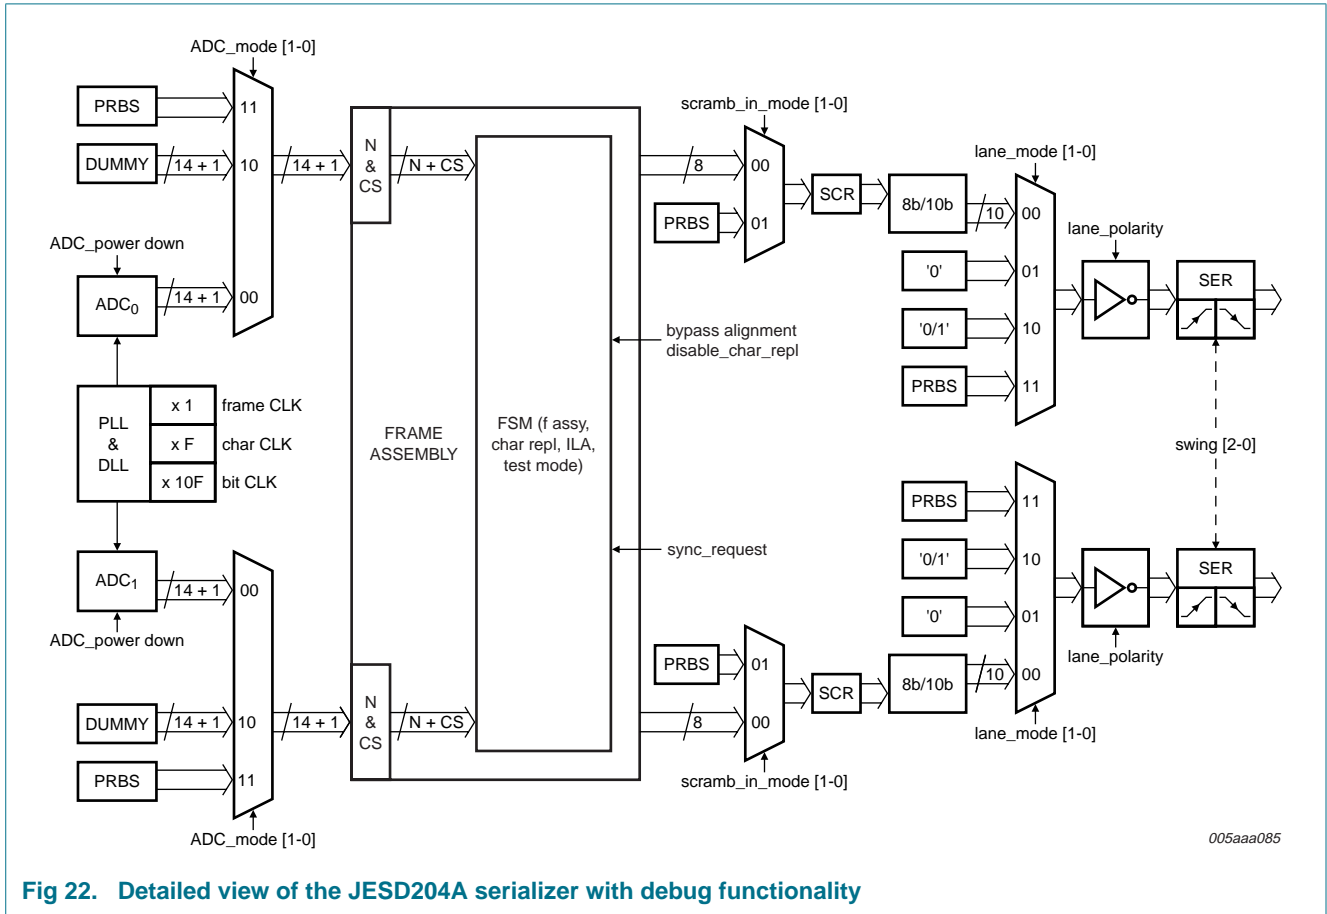 ADC_mode [1-0]
PRBS
11
DUMMY
14 + 1
10
14 + 1
ADC_power down
ADC0
14 + 1
00
PLL
&
DLL
x 1
frame CLK
x F
char CLK
x 10F
bit CLK
ADC1
14 + 1
00
ADC_power down
DUMMY
14 + 1
10
14 + 1
PRBS
11
ADC_mode [1-0]
N
&
CS
N + CS
FRAME
ASSEMBLY
FSM (f assy,
char repl, ILA,
test mode)
N
&
CS
N + CS
bypass alignment
disable_char_repl
sync_request
scramb_in_mode [1-0]
8
00
PRBS
01
SCR
8b/10b
10
lane_mode [1-0]
00
'0'
01
'0/1'
10
PRBS
11
lane_polarity
SER
swing [2-0]
PRBS
11
'0/1'
10
'0'
01
PRBS
01
8
00
SCR
8b/10b
10
00
scramb_in_mode [1-0]
lane_mode [1-0]
lane_polarity
SER
005aaa085
Fig 22. Detailed view of the JESD204A serializer with debug functionality